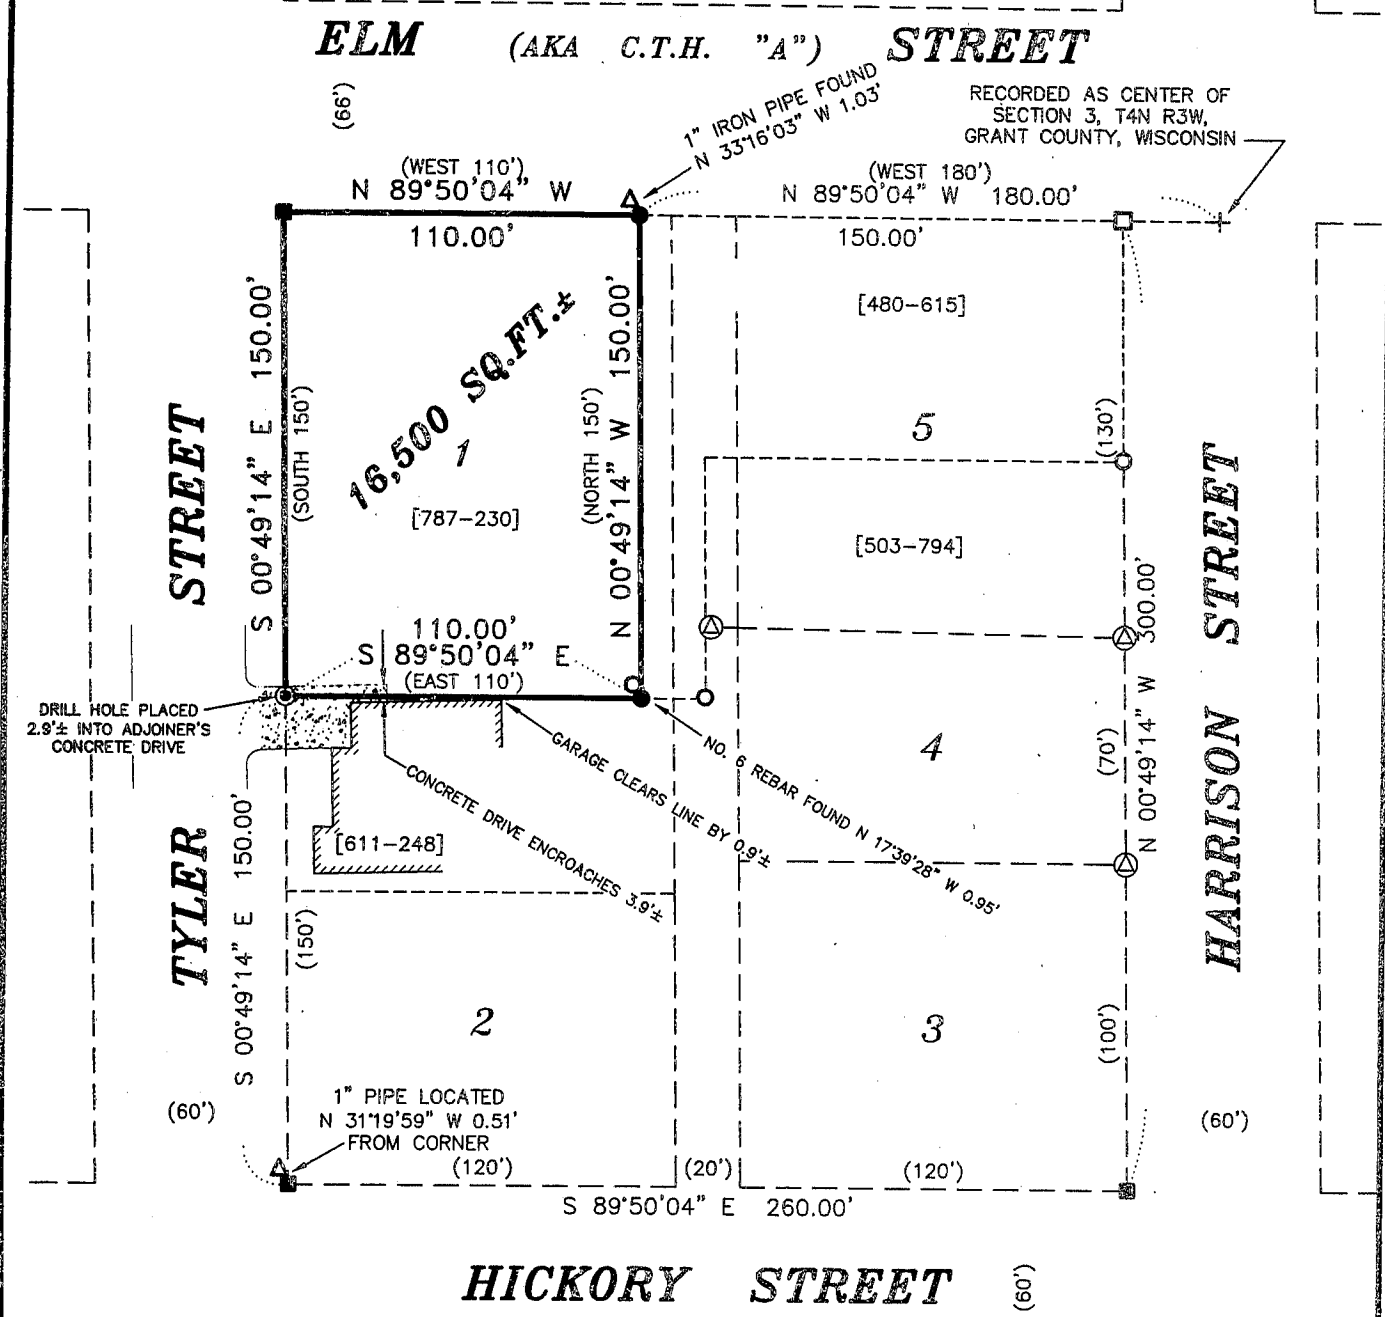 ELM (AKA C.T.H. "A") STREET
(66')
1" IRON PIPE FOUND
N 33°16'03" W 1.03'
RECORDED AS CENTER OF
SECTION 3, T4N R3W,
GRANT COUNTY, WISCONSIN
(WEST 110')
N 89°50'04" W
110.00'
(WEST 180')
N 89°50'04" W 180.00'
150.00'
[480-615]
S 00°49'14" E 150.00'
(SOUTH 150')
16,500 SQ.FT.±
1
[787-230]
(NORTH 150')
N 00°49'14" W 150.00'
5
(130')
[503-794]
110.00'
S 89°50'04" E
(EAST 110')
TYLER STREET
HARRISON STREET
N 00°49'14" W 300.00'
DRILL HOLE PLACED
2.9'± INTO ADJOINER'S
CONCRETE DRIVE
GARAGE CLEARS LINE BY 0.9'±
NO. 6 REBAR FOUND N 17°39'28" W 0.95'
CONCRETE DRIVE ENCROACHES 3.9'±
4
(70')
[611-248]
S 00°49'14" E 150.00'
(150')
2
3
(100')
1" PIPE LOCATED
N 31°19'59" W 0.51'
FROM CORNER
(60')
(60')
(120')
(20')
(120')
S 89°50'04" E 260.00'
HICKORY STREET
(60')